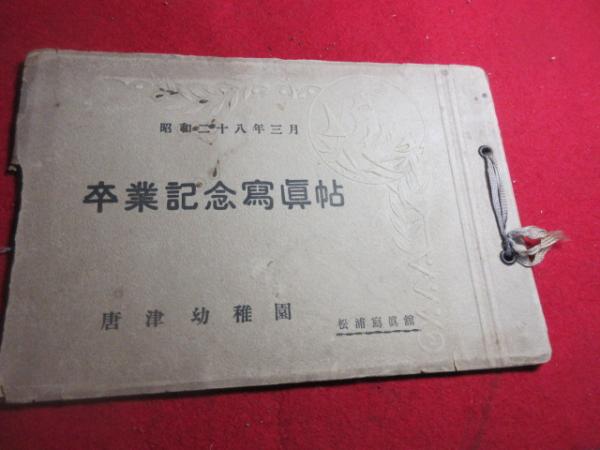 昭和二十八年三月
卒業記念寫眞帖
唐津幼稚園
松浦寫眞舘